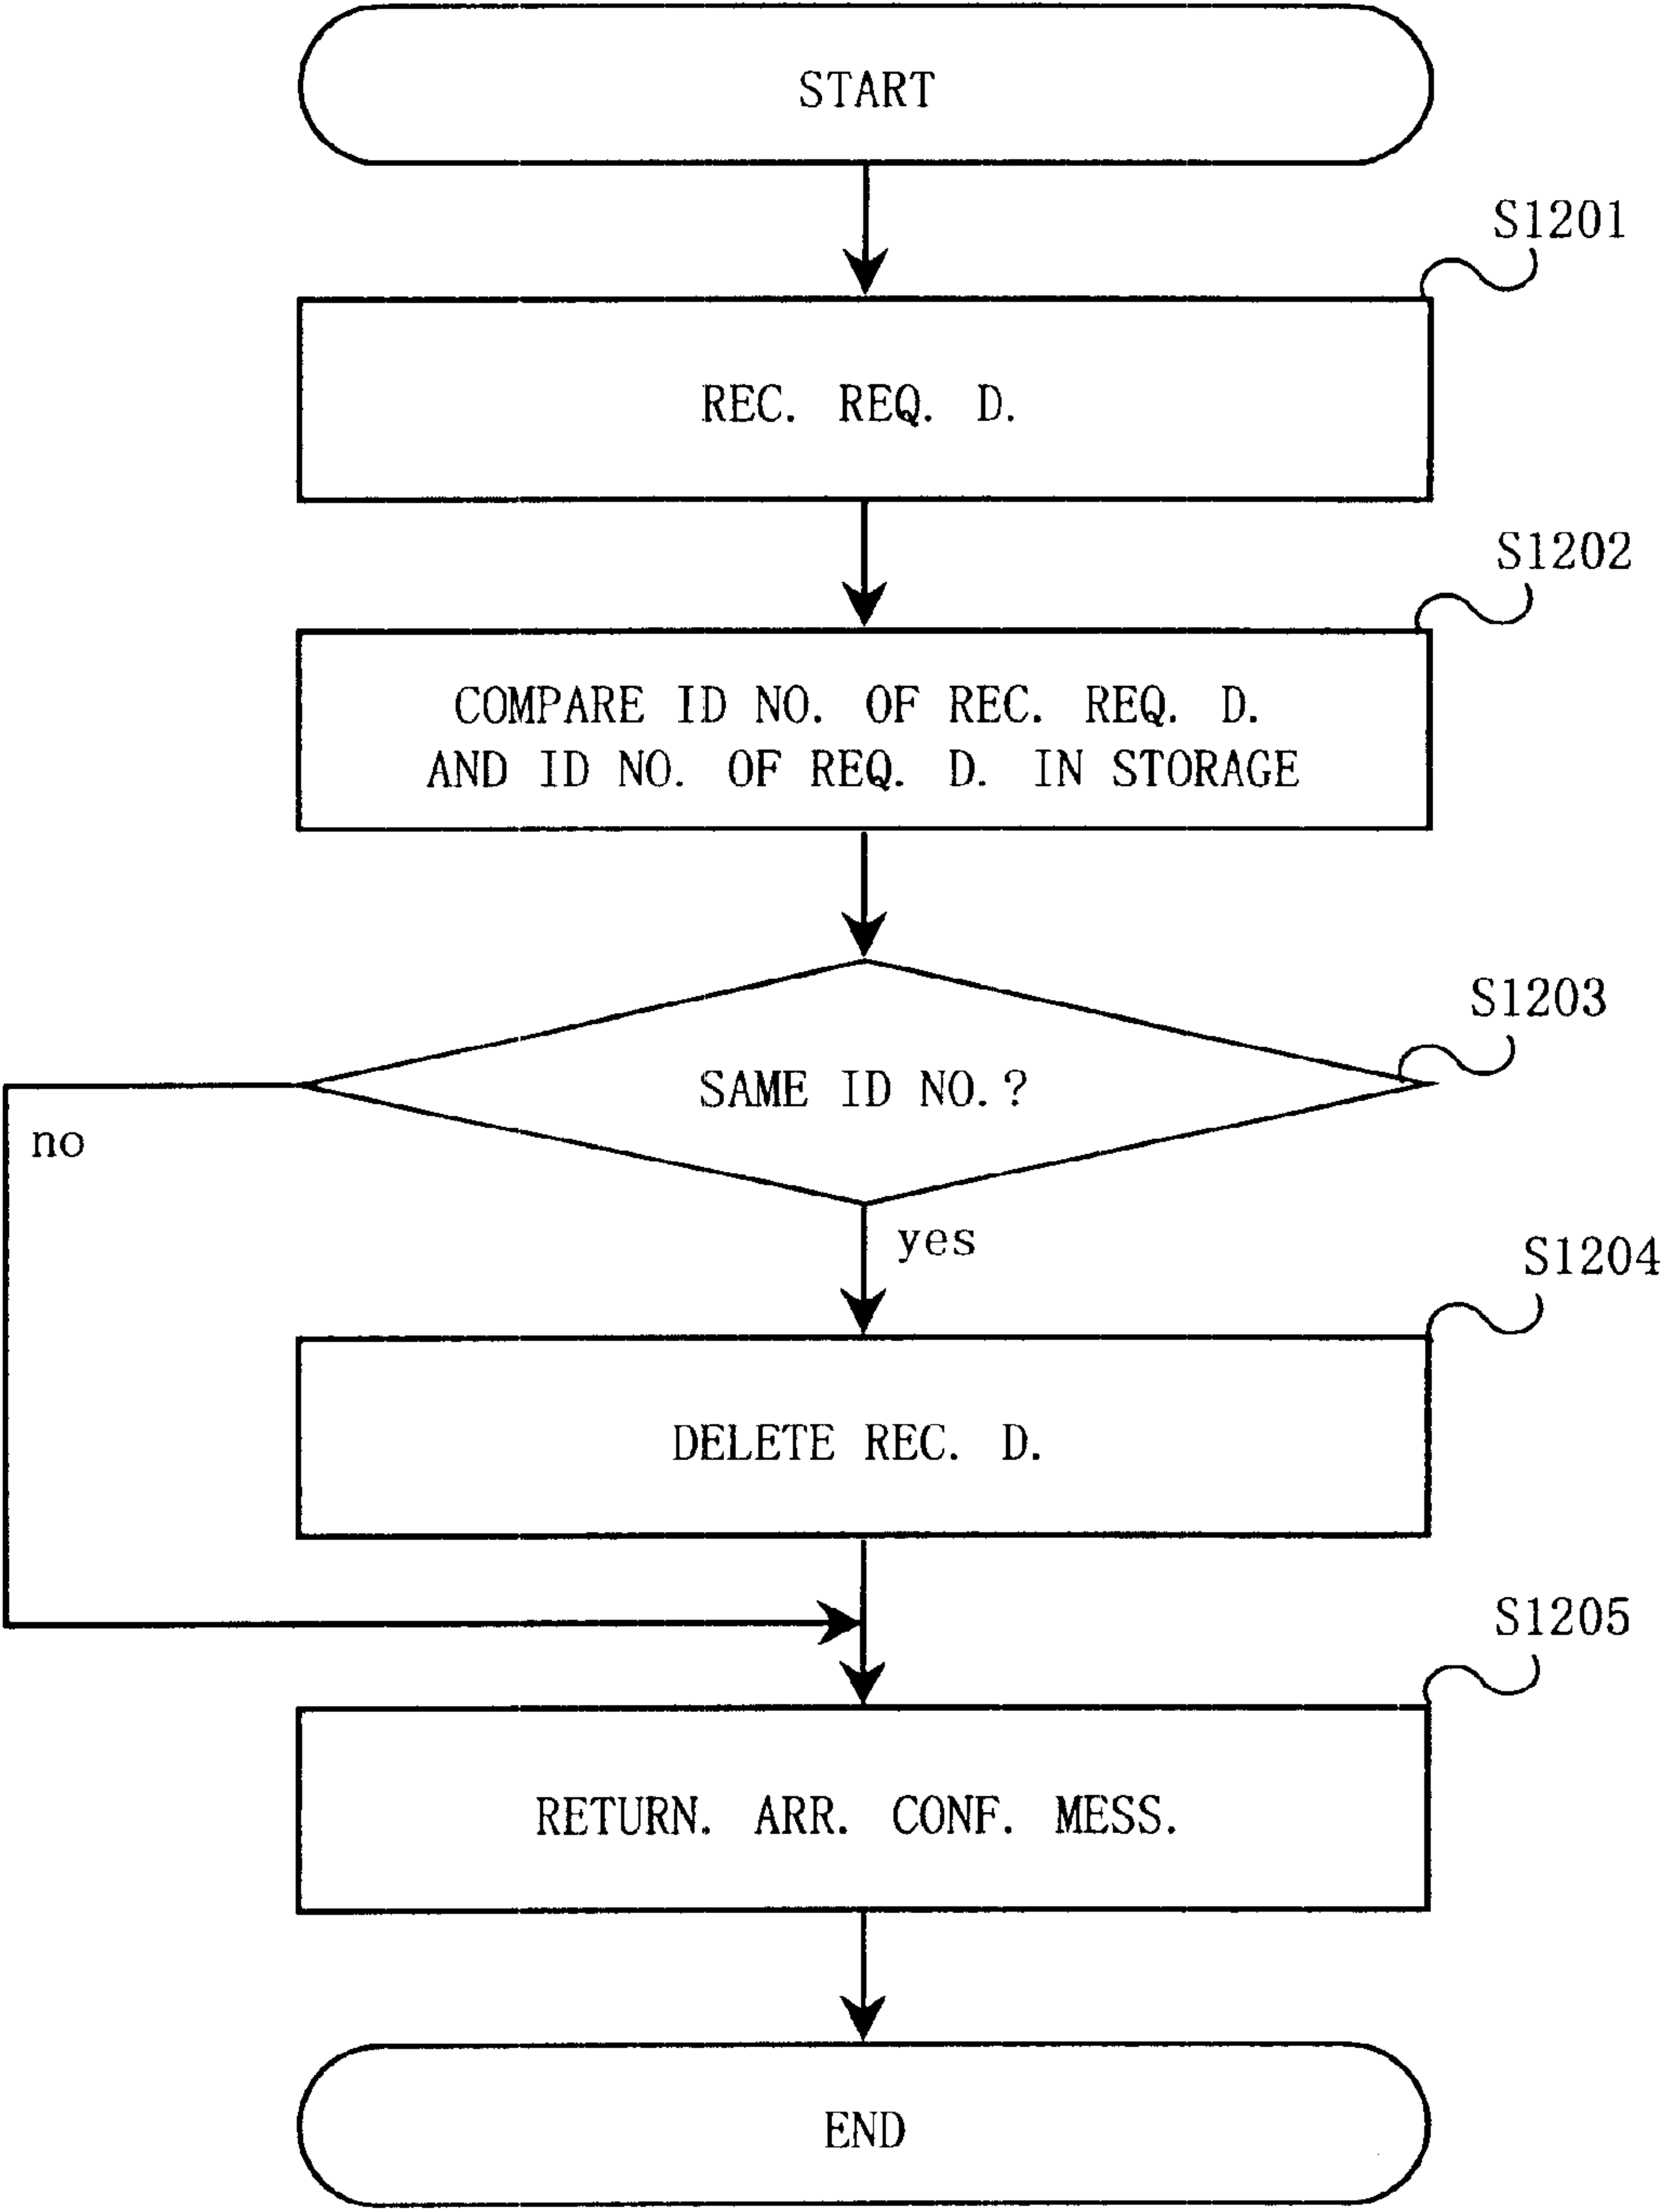 START
S1201
REC. REQ. D.
S1202
COMPARE ID NO. OF REC. REQ. D.
AND ID NO. OF REQ. D. IN STORAGE
S1203
SAME ID NO.?
no
yes
S1204
DELETE REC. D.
S1205
RETURN. ARR. CONF. MESS.
END